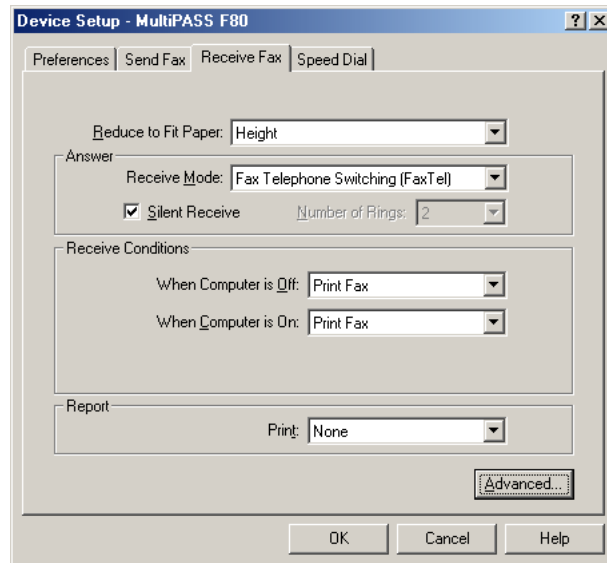 Device Setup - MultiPASS F80
Preferences Send Fax Receive Fax Speed Dial
Reduce to Fit Paper: Height
Answer
Receive Mode: Fax Telephone Switching (FaxTel)
Silent Receive Number of Rings: 2
Receive Conditions
When Computer is Off: Print Fax
When Computer is On: Print Fax
Report
Print: None
Advanced...
OK Cancel Help